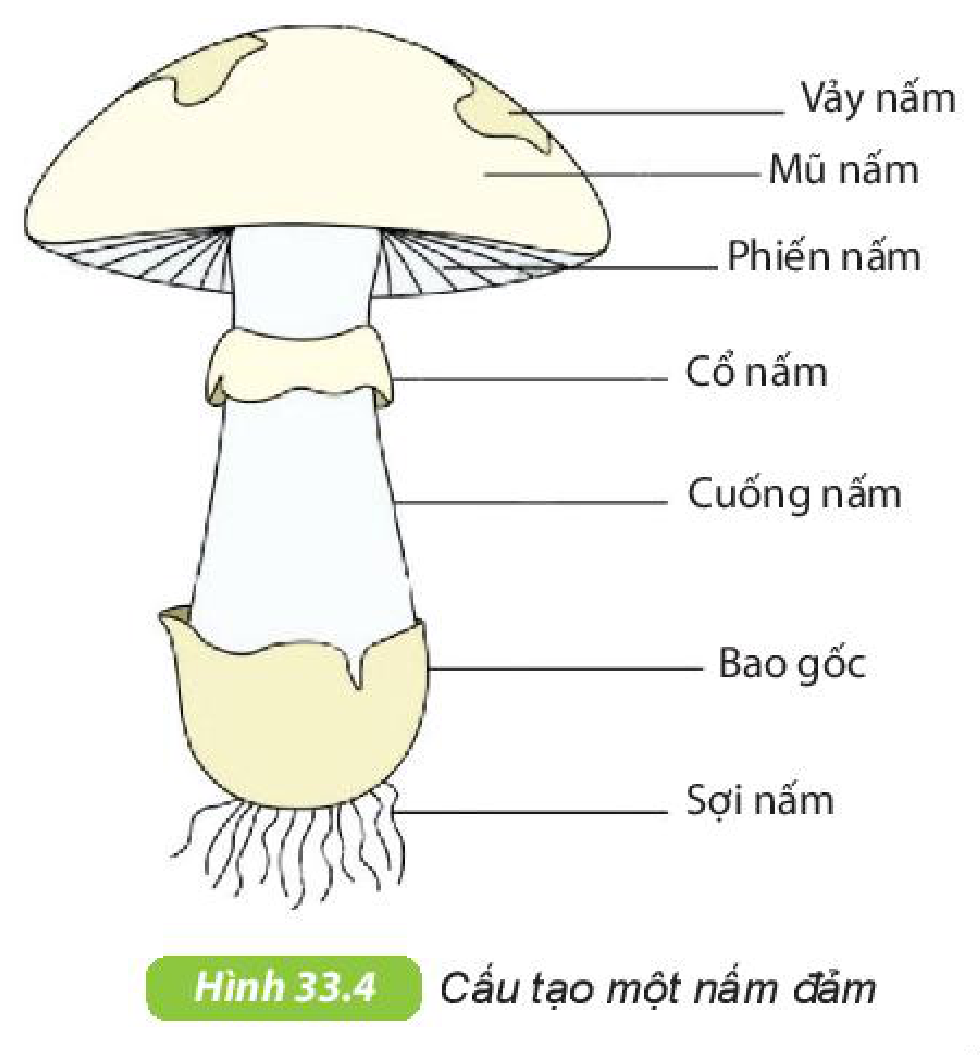 Vảy nấm
Mũ nấm
Phiến nấm
Cổ nấm
Cuống nấm
Bao gốc
Sợi nấm
Hình 33.4 Cấu tạo một nấm đảm